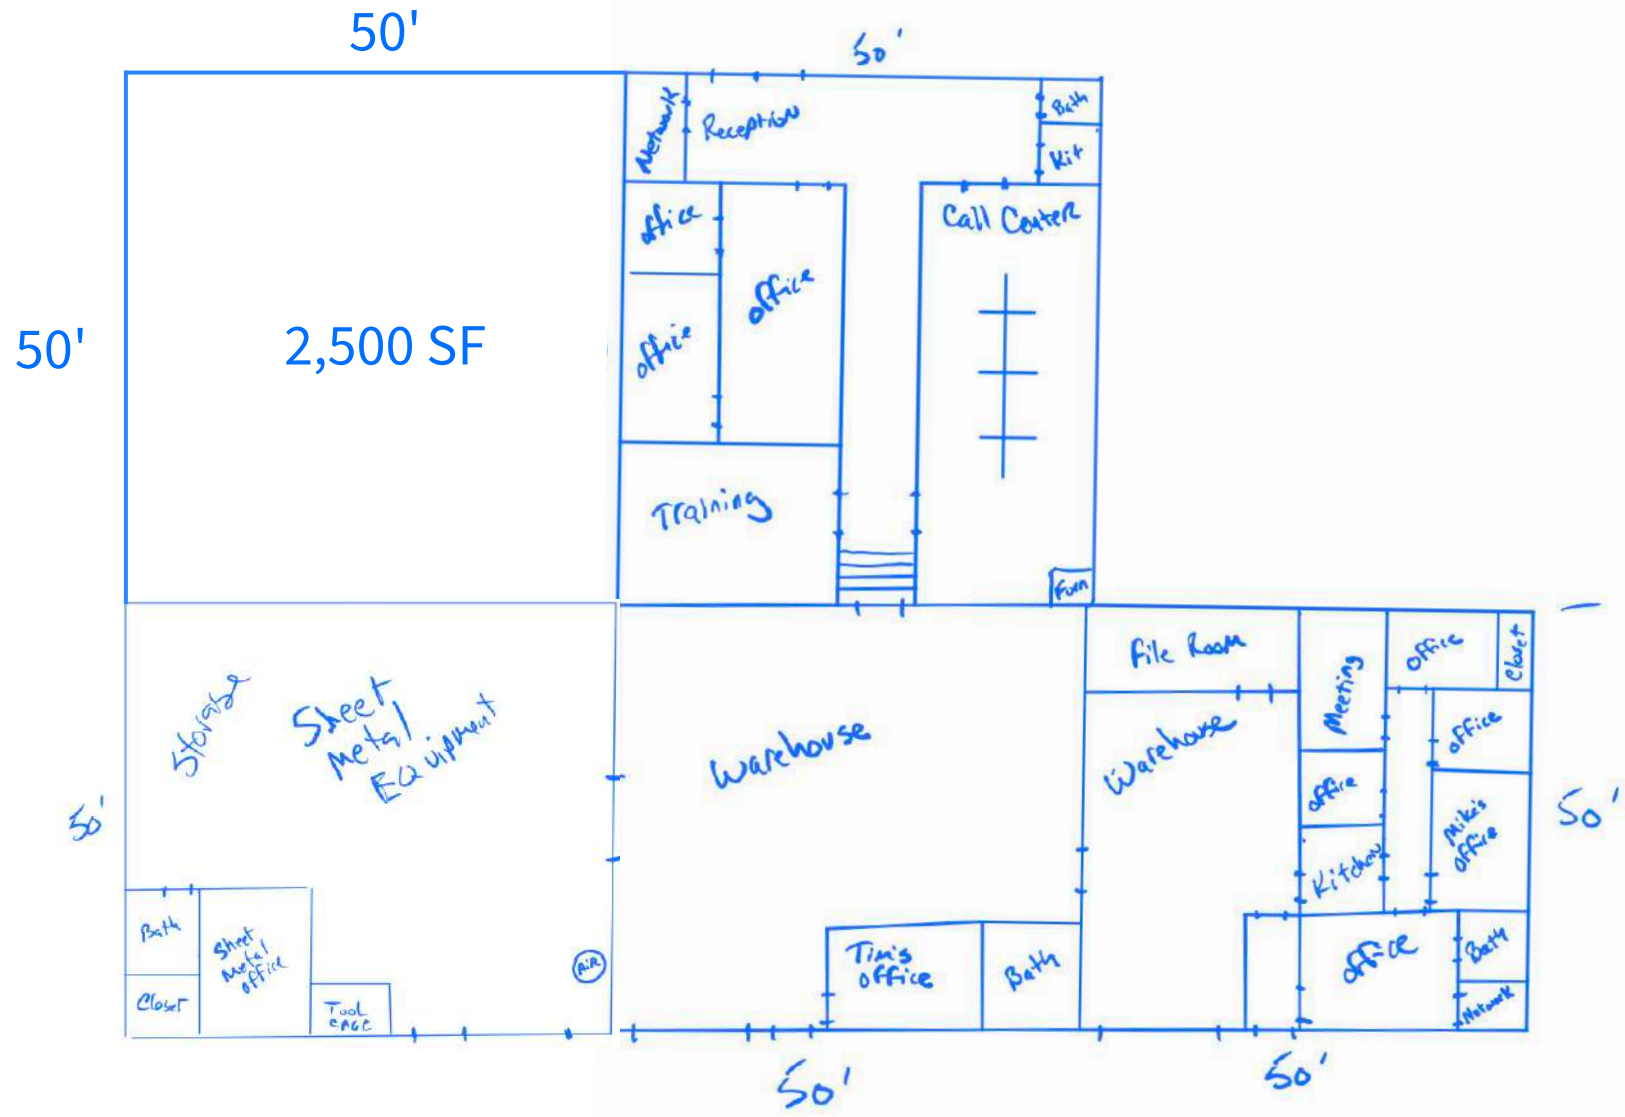 50'
50'
Network
Reception
Bath
Kit
office
Call Center
office
50'
2,500 SF
office
Training
Furn
File Room
Meeting
office
Closet
Storage
Sheet
Metal
EQuipment
Warehouse
Warehouse
office
office
Mike's
office
50'
50'
Kitchen
Bath
Sheet
Metal
office
Closet
Tool
CAGE
AiR
Tim's
office
Bath
office
Bath
Network
50'
50'